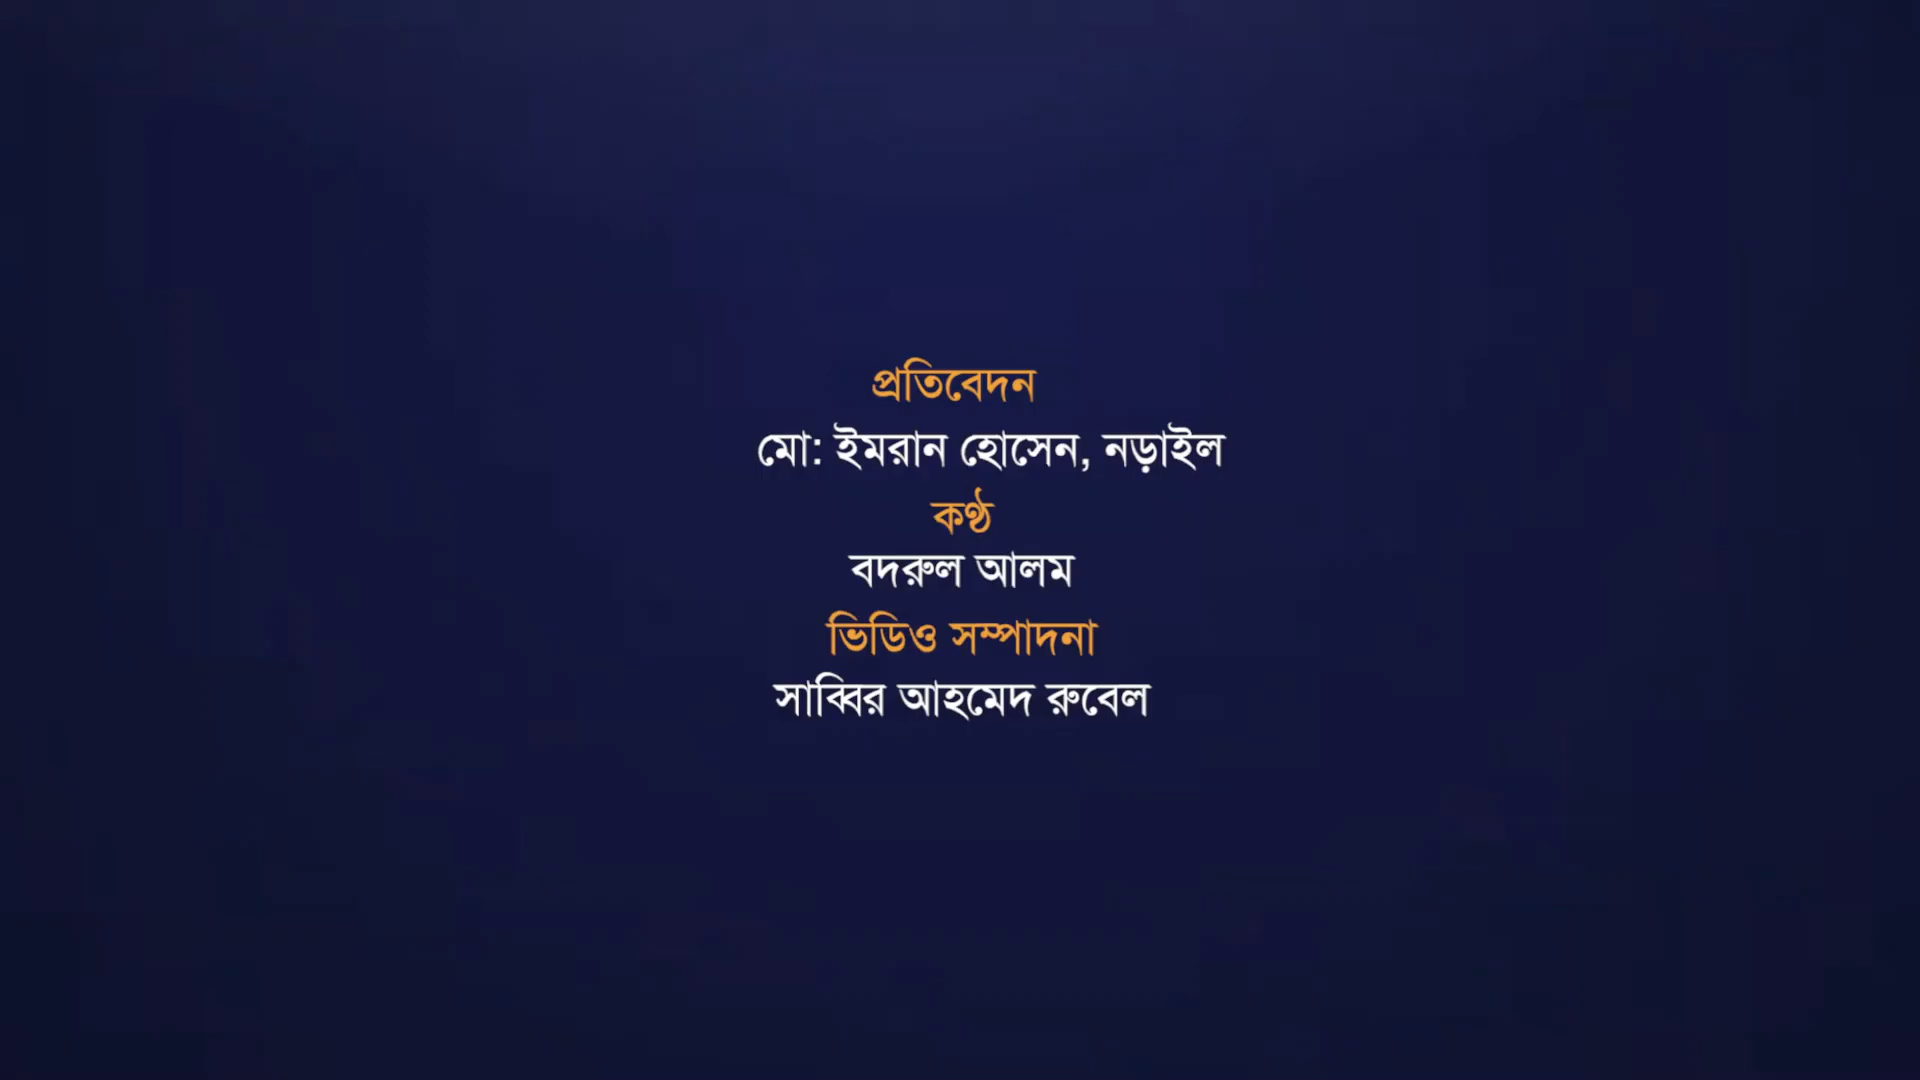 প্রতিবেদন
মো: ইমরান হোসেন, নড়াইল
কণ্ঠ
বদরুল আলম
ভিডিও সম্পাদনা
সাব্বির আহমেদ রুবেল